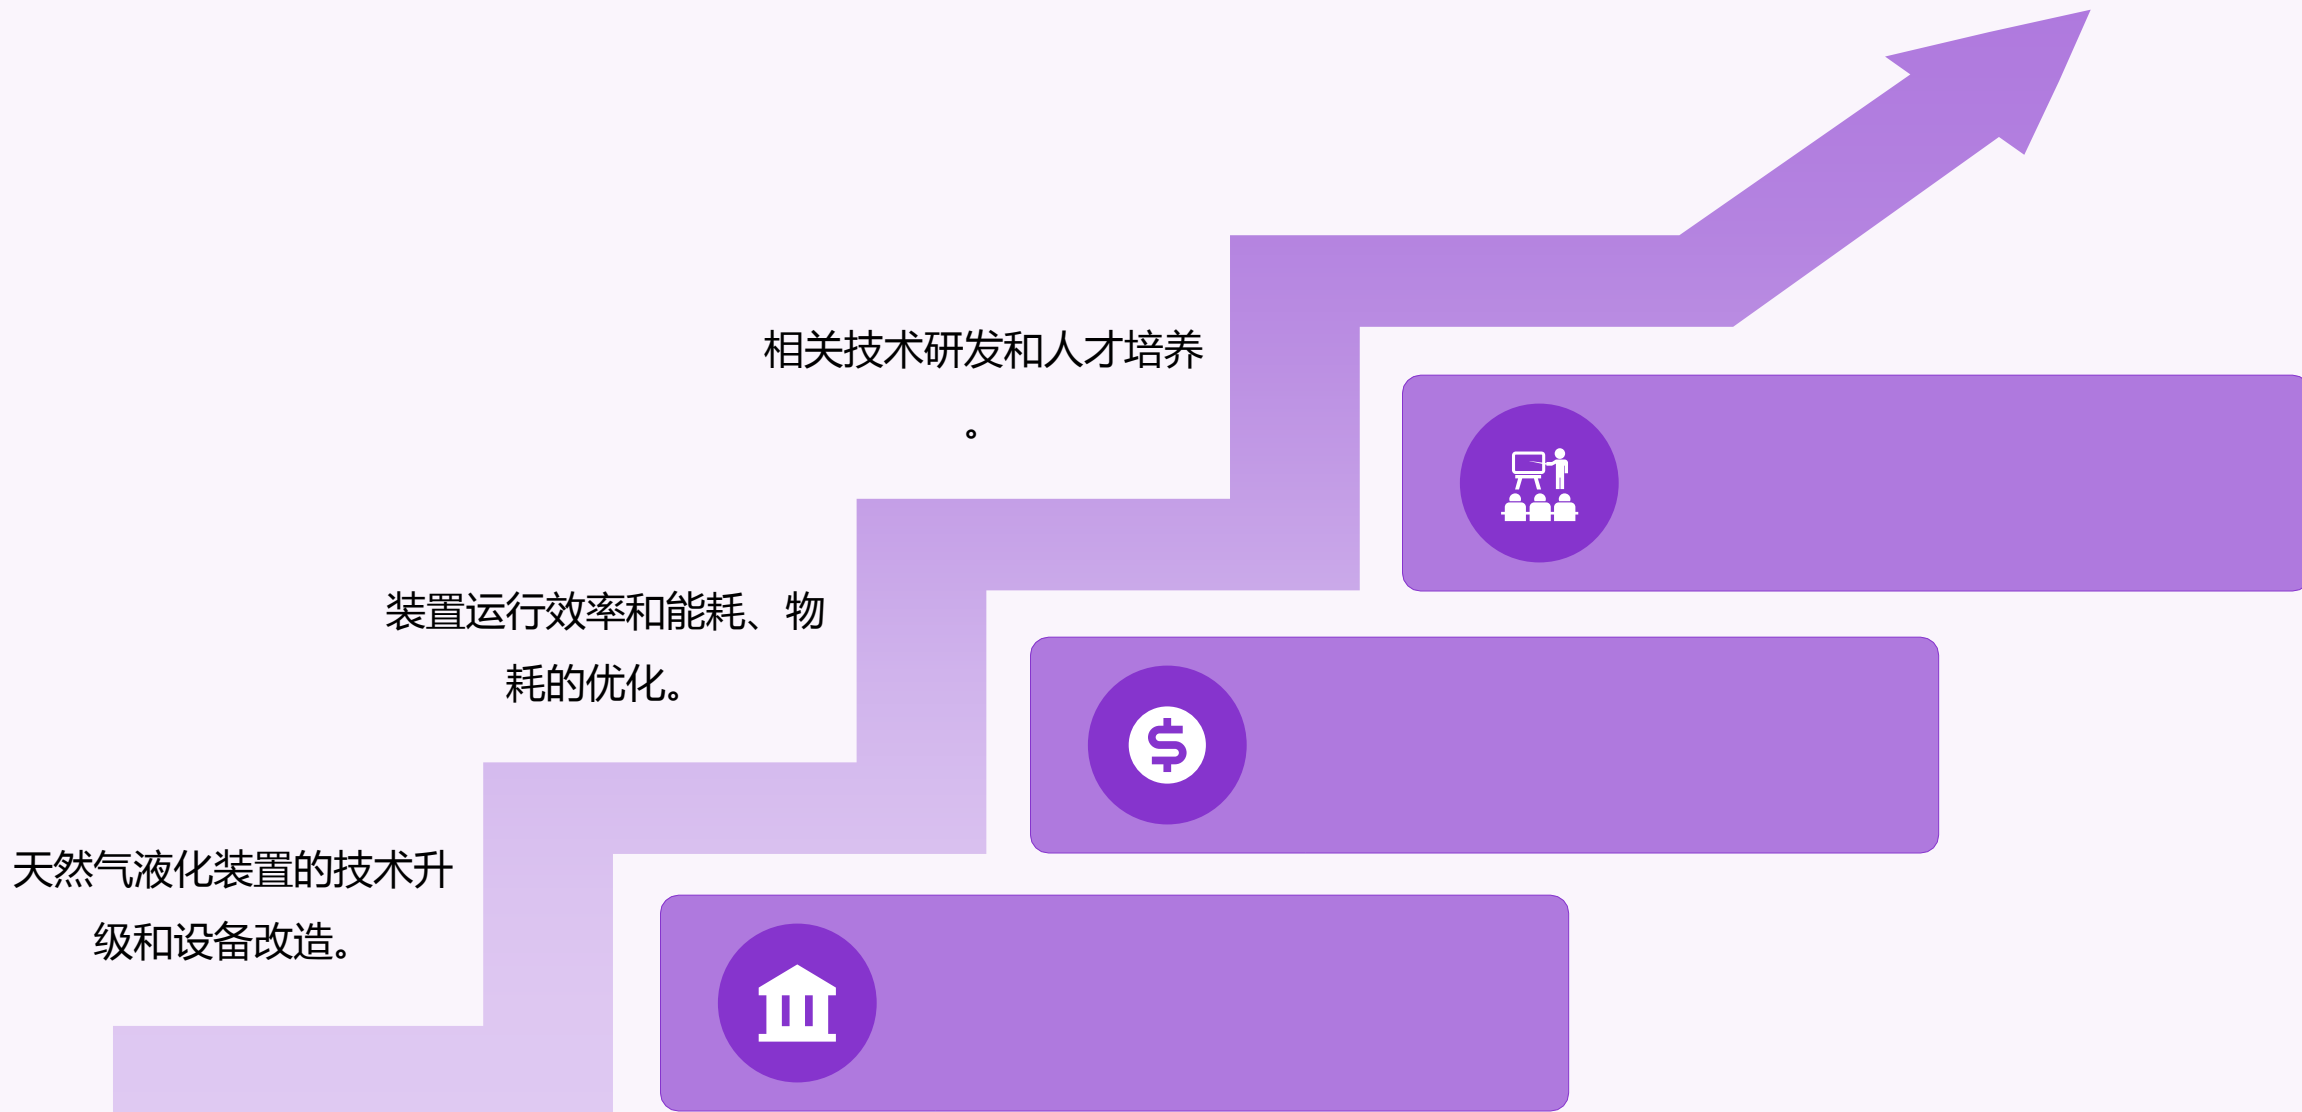 相关技术研发和人才培养
。
装置运行效率和能耗、物
耗的优化。
天然气液化装置的技术升
级和设备改造。